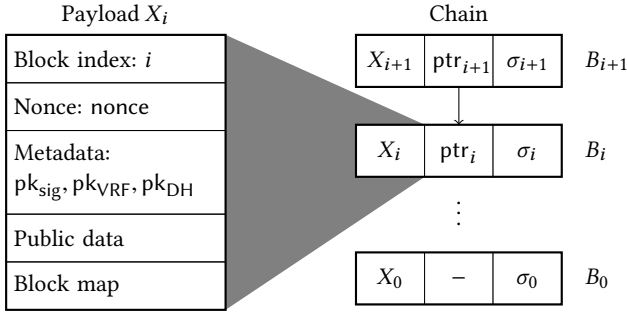 Payload Xᵢ
Block index: i
Nonce: nonce
Metadata:
pk_sig, pk_VRF, pk_DH
Public data
Block map
Chain
X_{i+1} ptr_{i+1} σ_{i+1} B_{i+1}
X_i ptr_i σ_i B_i
⋮
X_0 – σ_0 B_0